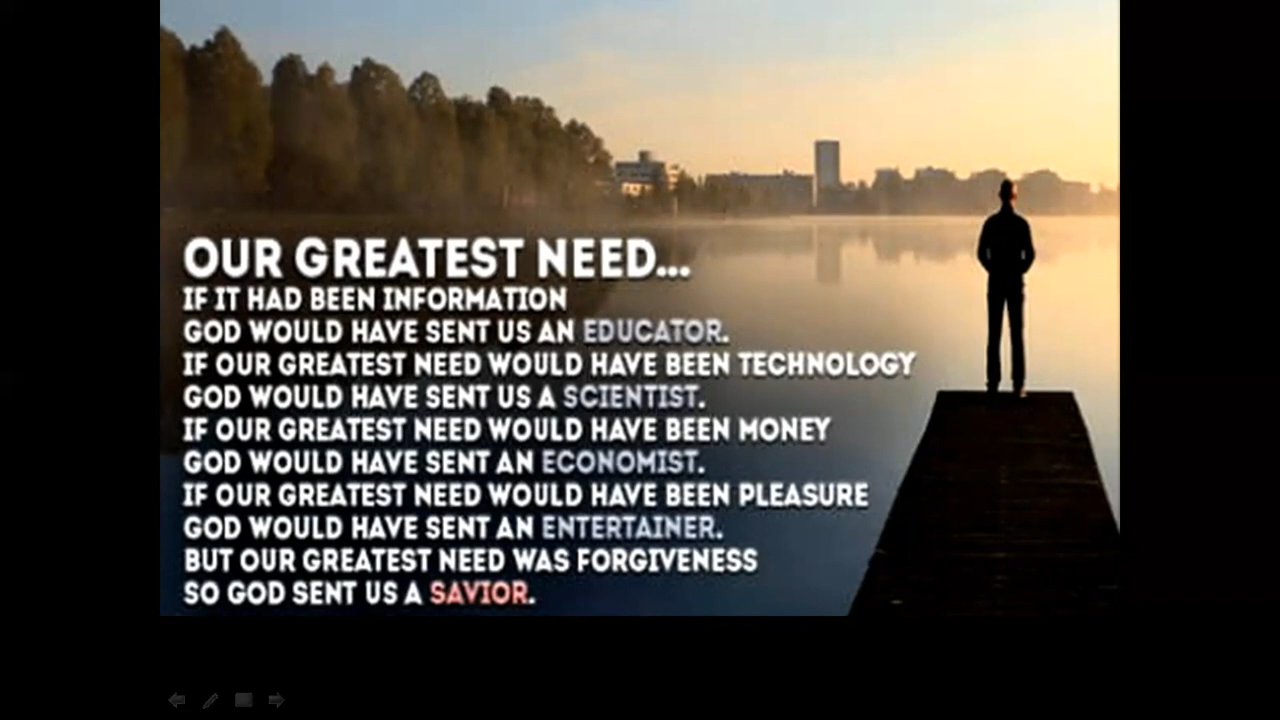 OUR GREATEST NEED...
IF IT HAD BEEN INFORMATION
GOD WOULD HAVE SENT US AN EDUCATOR.
IF OUR GREATEST NEED WOULD HAVE BEEN TECHNOLOGY
GOD WOULD HAVE SENT US A SCIENTIST.
IF OUR GREATEST NEED WOULD HAVE BEEN MONEY
GOD WOULD HAVE SENT AN ECONOMIST.
IF OUR GREATEST NEED WOULD HAVE BEEN PLEASURE
GOD WOULD HAVE SENT AN ENTERTAINER.
BUT OUR GREATEST NEED WAS FORGIVENESS
SO GOD SENT US A SAVIOR.